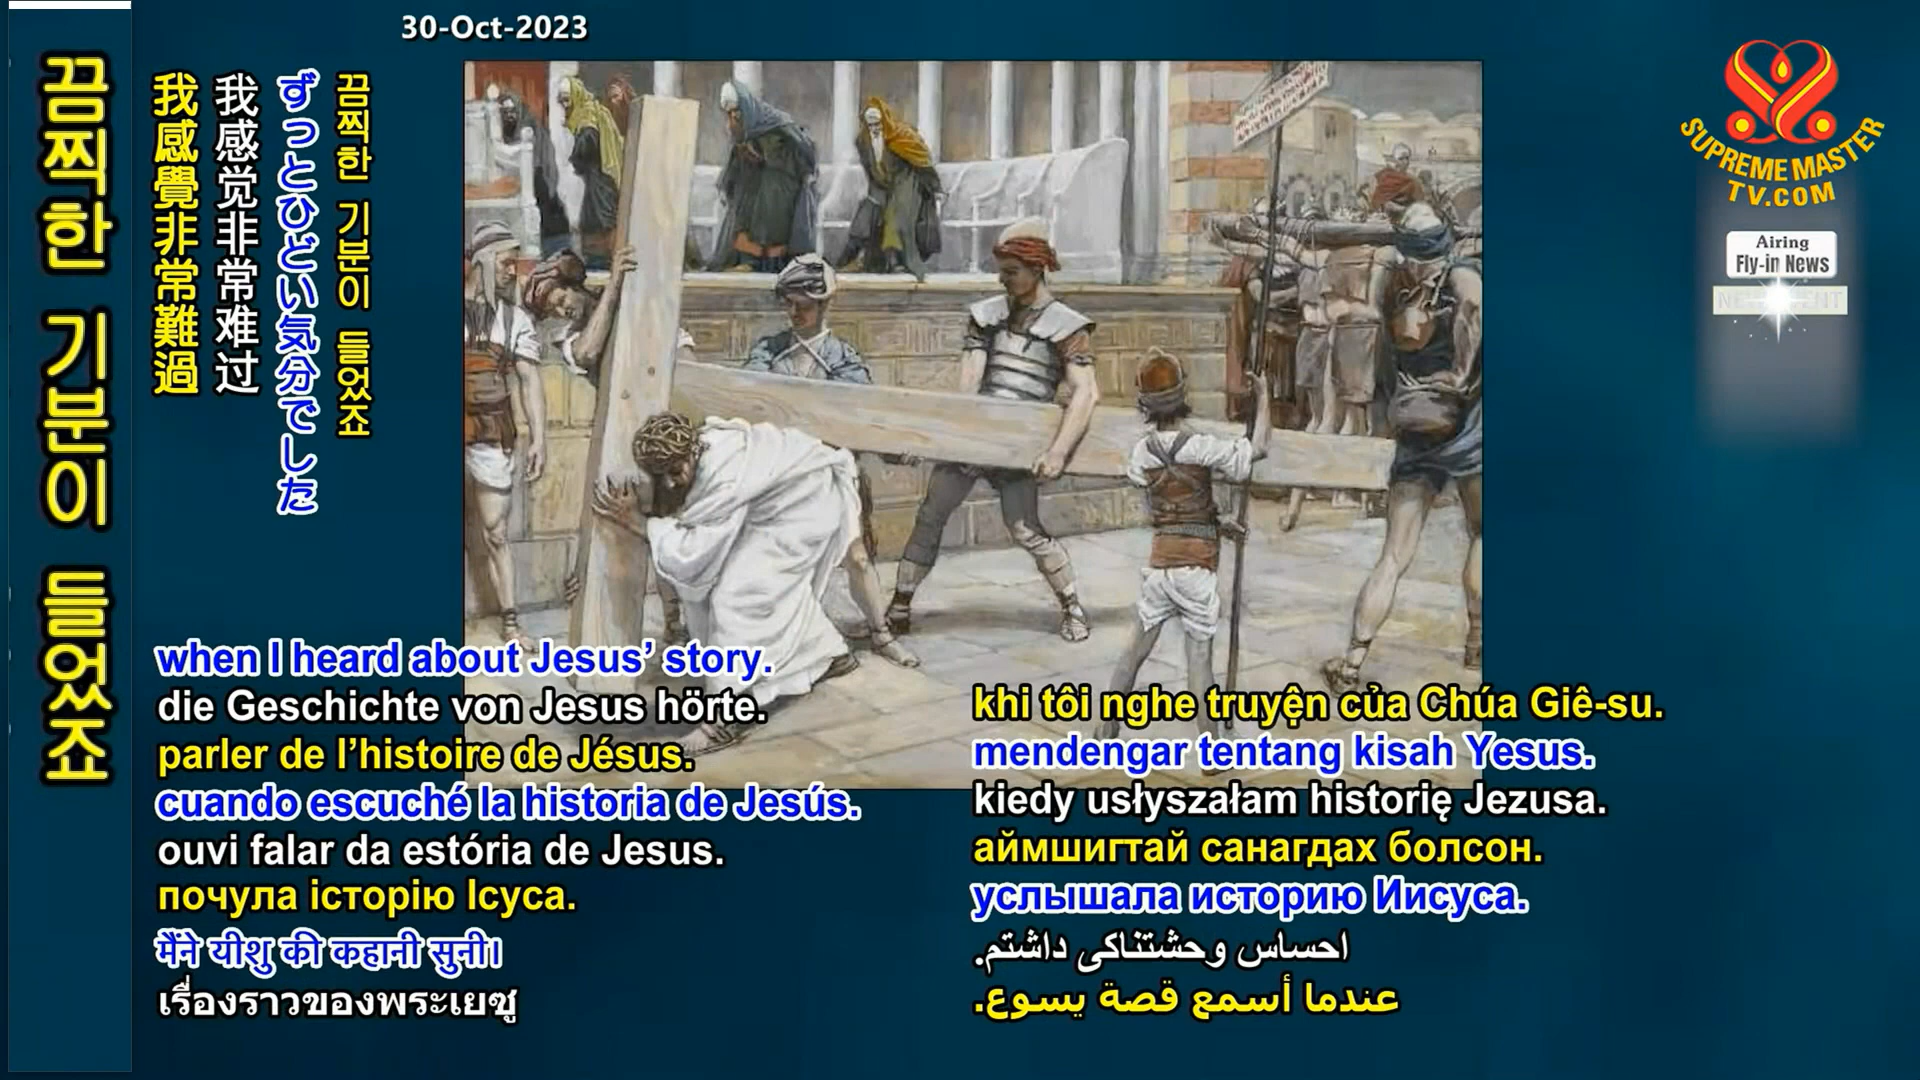 30-Oct-2023
끔찍한 기분이 들었죠
我感覺非常難過
我感觉非常难过
ずっとひどい気分でした
끔찍한 기분이 들었죠
SUPREME MASTER
TV.COM
Airing
Fly-in News
when I heard about Jesus’ story.
die Geschichte von Jesus hörte.
parler de l’histoire de Jésus.
cuando escuché la historia de Jesús.
ouvi falar da estória de Jesus.
почула історію Ісуса.
मैंने यीशु की कहानी सुनी।
เรื่องราวของพระเยซู
khi tôi nghe truyện của Chúa Giê-su.
mendengar tentang kisah Yesus.
kiedy usłyszałam historię Jezusa.
аймшигтай санагдах болсон.
услышала историю Иисуса.
احساس وحشتناکی داشتم.
عندما أسمع قصة يسوع.